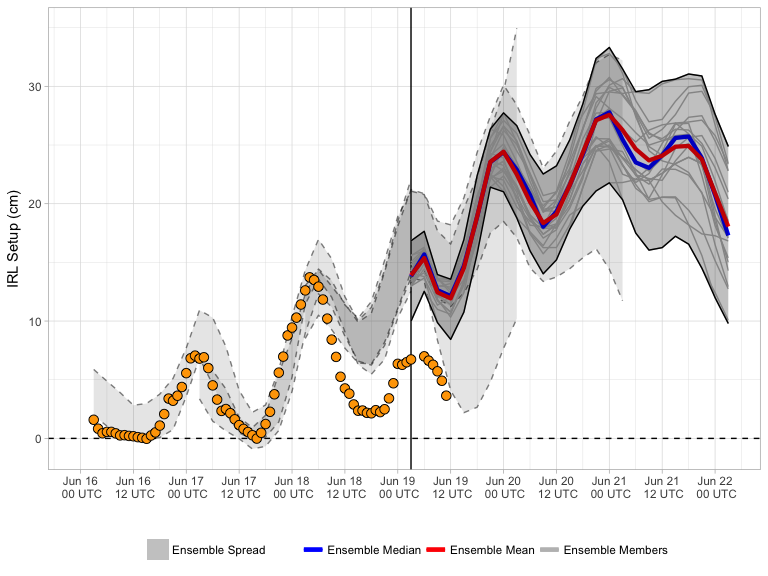 IRL Setup (cm)
30
20
10
0
Jun 16 Jun 16 Jun 17 Jun 17 Jun 18 Jun 18 Jun 19 Jun 19 Jun 20 Jun 20 Jun 21 Jun 21 Jun 22
00 UTC 12 UTC 00 UTC 12 UTC 00 UTC 12 UTC 00 UTC 12 UTC 00 UTC 12 UTC 00 UTC 12 UTC 00 UTC
Ensemble Spread Ensemble Median Ensemble Mean Ensemble Members